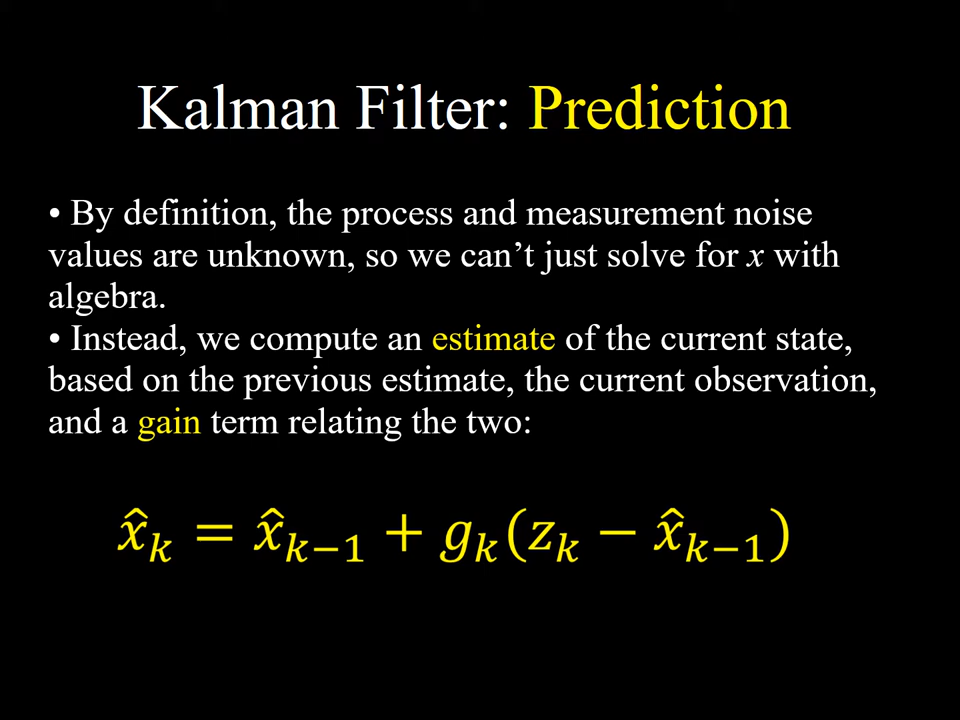 Kalman Filter: Prediction
• By definition, the process and measurement noise
values are unknown, so we can’t just solve for x with
algebra.
• Instead, we compute an estimate of the current state,
based on the previous estimate, the current observation,
and a gain term relating the two:
x̂ₖ = x̂ₖ₋₁ + gₖ(zₖ − x̂ₖ₋₁)